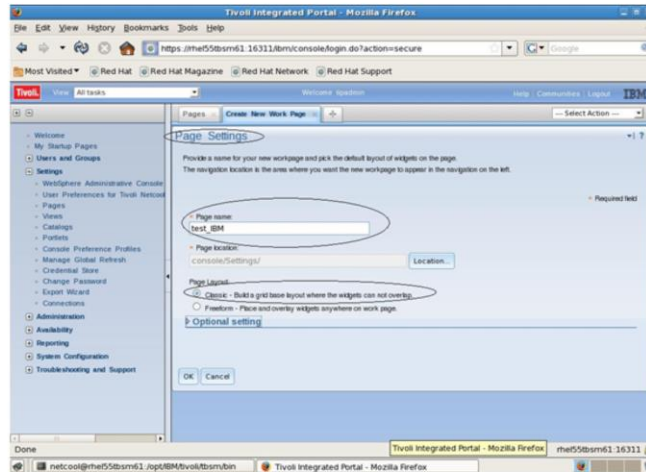 Tivoli Integrated Portal - Mozilla Firefox
File Edit View History Bookmarks Tools Help
https://rhel55tbsm61:16311/ibm/console/login.do?action=secure
Google
Most Visited Red Hat Red Hat Magazine Red Hat Network Red Hat Support
Tivoli. View: All tasks Welcome tipadmin Help Communities Logout IBM
Pages Create New Work Page --- Select Action ---
Welcome
My Startup Pages
Users and Groups
Settings
WebSphere Administrative Console
User Preferences for Tivoli Netcool
Pages
Views
Catalogs
Portlets
Console Preference Profiles
Manage Global Refresh
Credential Store
Change Password
Export Wizard
Connections
Administration
Availability
Reporting
System Configuration
Troubleshooting and Support
Page Settings
?
Provide a name for your new workpage and pick the default layout of widgets on the page.
The navigation location is the area where you want the new workpage to appear in the navigation on the left.
* Required field
* Page name:
test_IBM
* Page location:
console/Settings/
Location...
Page Layout:
Classic - Build a grid base layout where the widgets can not overlap.
Freeform - Place and overlay widgets anywhere on work page.
Optional setting
OK Cancel
Done
Tivoli Integrated Portal - Mozilla Firefox
rhel55tbsm61:16311
netcool@rhel55tbsm61:/opt/IBM/tivoli/tbsm/bin
Tivoli Integrated Portal - Mozilla Firefox